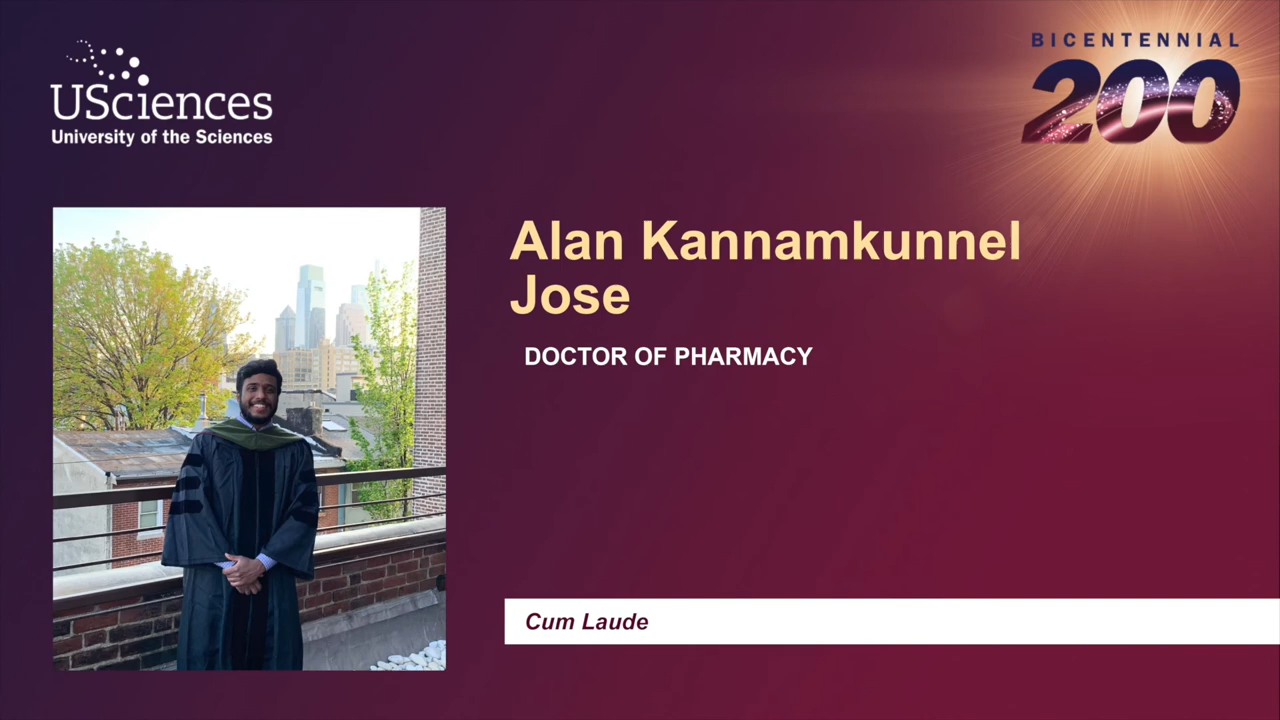 USciences
University of the Sciences
BICENTENNIAL
200
Alan Kannamkunnel
Jose
DOCTOR OF PHARMACY
Cum Laude